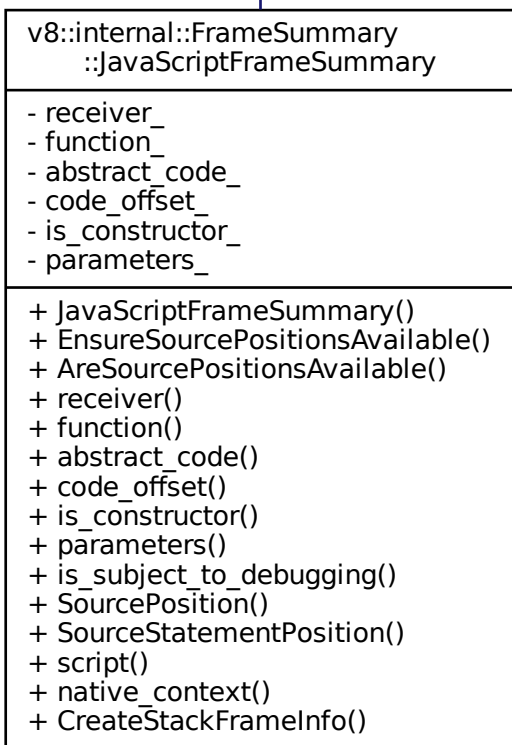 v8::internal::FrameSummary
::JavaScriptFrameSummary
- receiver_
- function_
- abstract_code_
- code_offset_
- is_constructor_
- parameters_
+ JavaScriptFrameSummary()
+ EnsureSourcePositionsAvailable()
+ AreSourcePositionsAvailable()
+ receiver()
+ function()
+ abstract_code()
+ code_offset()
+ is_constructor()
+ parameters()
+ is_subject_to_debugging()
+ SourcePosition()
+ SourceStatementPosition()
+ script()
+ native_context()
+ CreateStackFrameInfo()